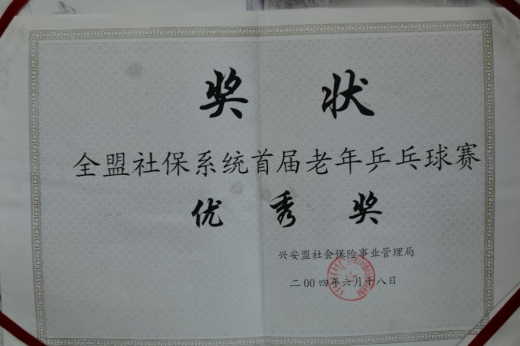 奖 状
全盟社保系统首届老年乒乓球赛
优 秀 奖
兴安盟社会保险事业管理局
二00四年六月十八日